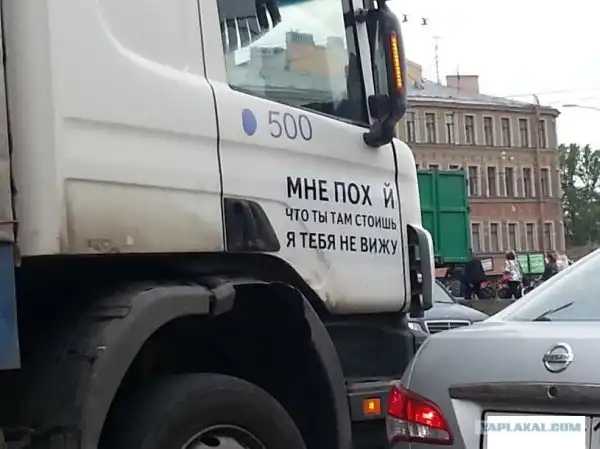 500
МНЕ ПОХ Й
ЧТО ТЫ ТАМ СТОИШЬ
Я ТЕБЯ НЕ ВИЖУ
YAPLAKAL.COM